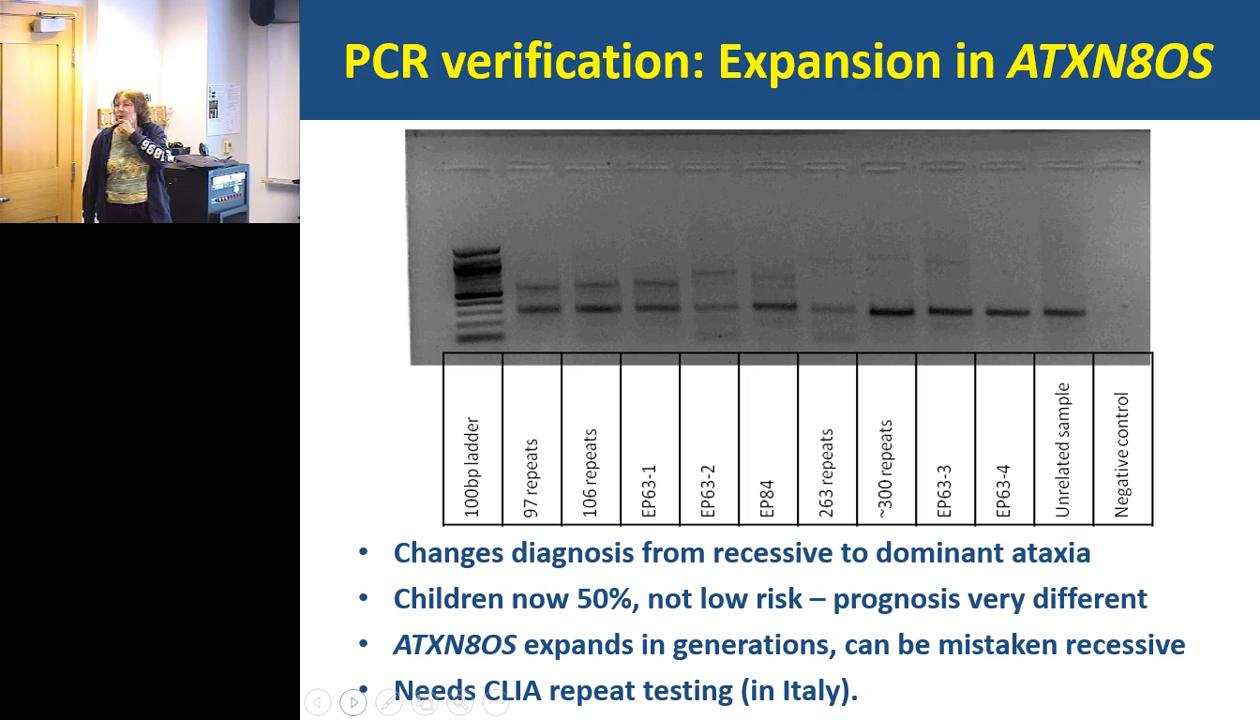 PCR verification: Expansion in ATXN8OS
100bp ladder
97 repeats
106 repeats
EP63-1
EP63-2
EP84
263 repeats
~300 repeats
EP63-3
EP63-4
Unrelated sample
Negative control
• Changes diagnosis from recessive to dominant ataxia
• Children now 50%, not low risk – prognosis very different
• ATXN8OS expands in generations, can be mistaken recessive
• Needs CLIA repeat testing (in Italy).